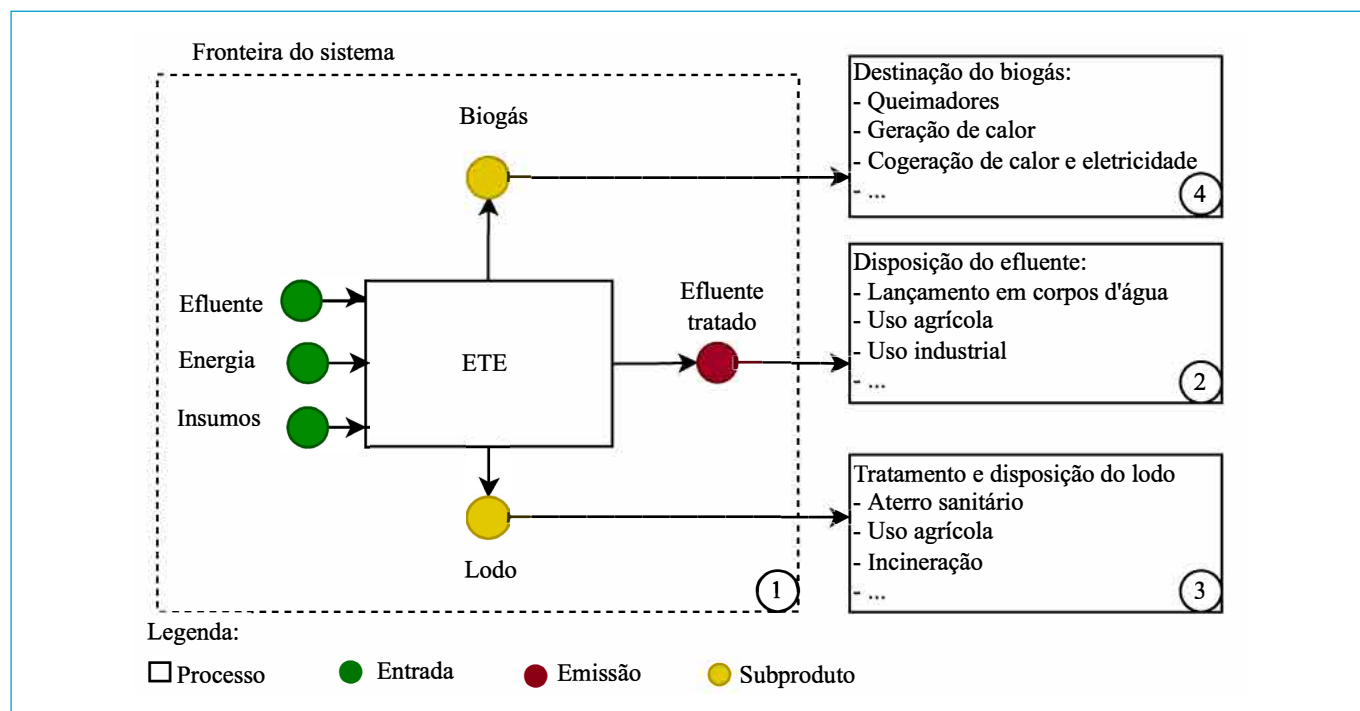 Fronteira do sistema
Biogás
Efluente
Energia
Insumos
ETE
Efluente
tratado
Lodo
1
Destinação do biogás:
- Queimadores
- Geração de calor
- Cogeração de calor e eletricidade
- ...
4
Disposição do efluente:
- Lançamento em corpos d'água
- Uso agrícola
- Uso industrial
- ...
2
Tratamento e disposição do lodo
- Aterro sanitário
- Uso agrícola
- Incineração
- ...
3
Legenda:
Processo
Entrada
Emissão
Subproduto